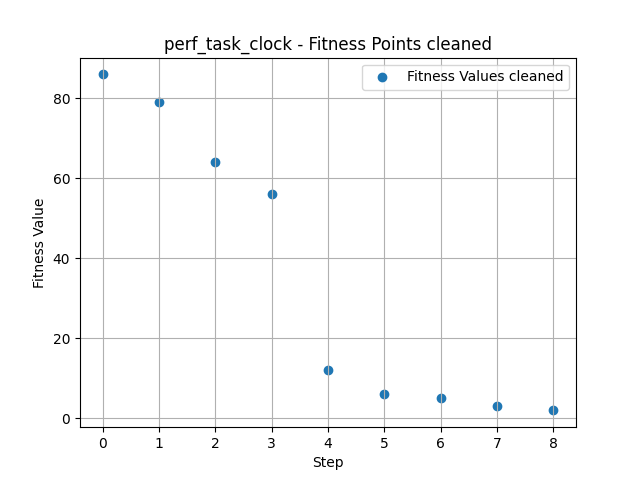 perf_task_clock - Fitness Points cleaned
Fitness Values cleaned
Fitness Value
80
60
40
20
0
0 1 2 3 4 5 6 7 8
Step